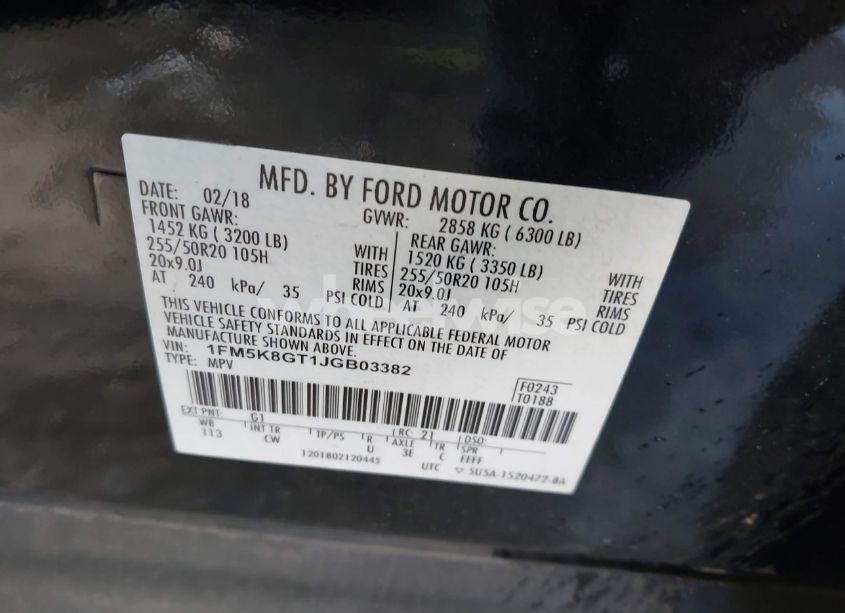 MFD. BY FORD MOTOR CO.
DATE: 02/18 GVWR: 2858 KG ( 6300 LB)
FRONT GAWR: REAR GAWR:
1452 KG ( 3200 LB) WITH 1520 KG ( 3350 LB) WITH
255/50R20 105H TIRES 255/50R20 105H TIRES
20x9.0J RIMS 20x9.0J RIMS
AT 240 kPa/ 35 PSI COLD AT 240 kPa/ 35 PSI COLD
THIS VEHICLE CONFORMS TO ALL APPLICABLE FEDERAL MOTOR
VEHICLE SAFETY STANDARDS IN EFFECT ON THE DATE OF
MANUFACTURE SHOWN ABOVE.
VIN: 1FM5K8GT1JGB03382
TYPE: MPV
F0243
T0188
EXT PNT: G1 RC: 2 DSO:
WB INT TR TP/PS R AXLE TR SPR
113 CW U 3E C FFFF
1201802120445 UTC 5U5A-1520472-BA
wheelwise